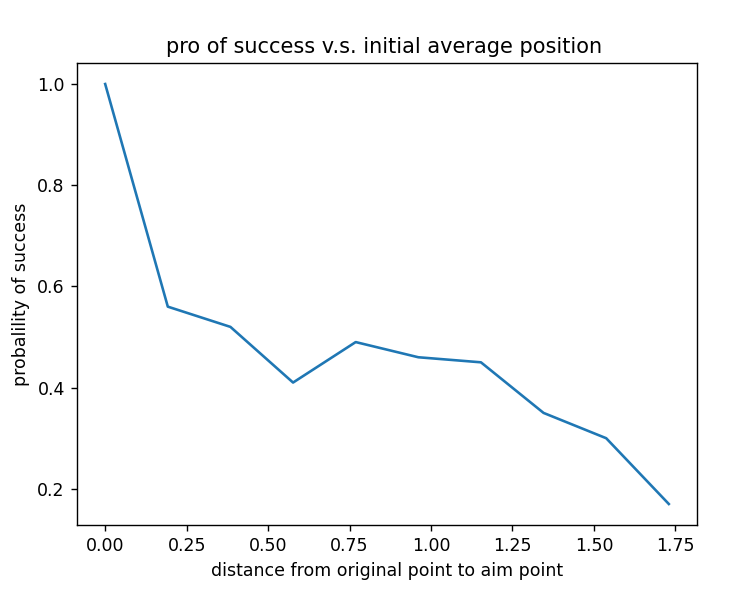 pro of success v.s. initial average position
1.0
0.8
0.6
0.4
0.2
probalility of success
0.00 0.25 0.50 0.75 1.00 1.25 1.50 1.75
distance from original point to aim point